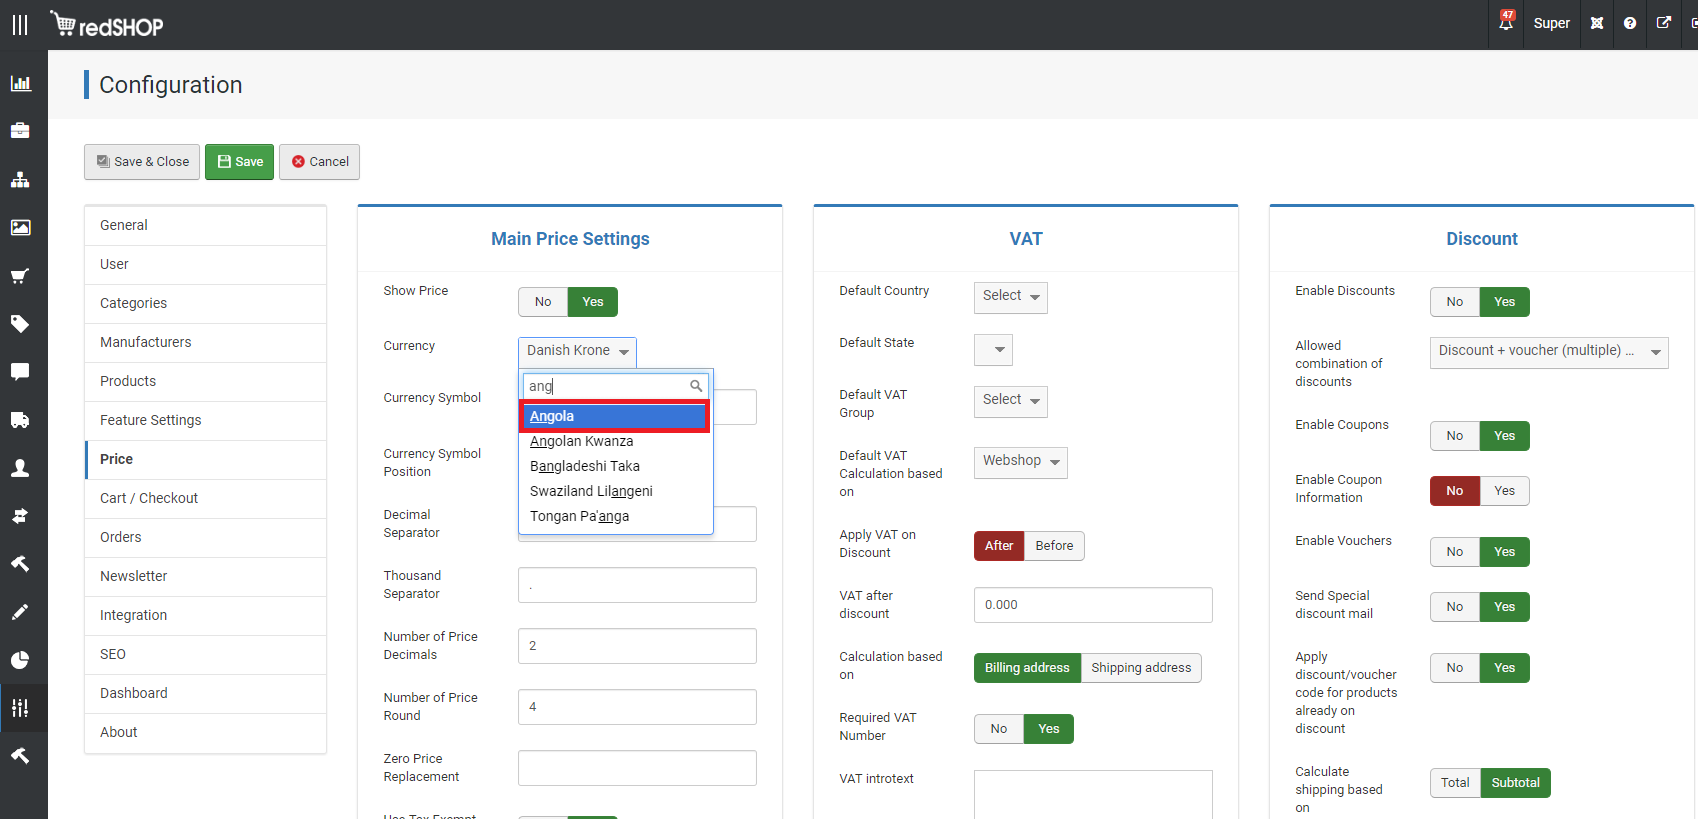 redSHOP
47
Super
Configuration
Save & Close
Save
Cancel
General
User
Categories
Manufacturers
Products
Feature Settings
Price
Cart / Checkout
Orders
Newsletter
Integration
SEO
Dashboard
About
Main Price Settings
Show Price
No
Yes
Currency
Danish Krone
ang
Angola
Angolan Kwanza
Bangladeshi Taka
Swaziland Lilangeni
Tongan Pa'anga
Currency Symbol
Currency Symbol
Position
Decimal
Separator
Thousand
Separator
.
Number of Price
Decimals
2
Number of Price
Round
4
Zero Price
Replacement
Use Tax Exempt
VAT
Default Country
Select
Default State
Default VAT
Group
Select
Default VAT
Calculation based
on
Webshop
Apply VAT on
Discount
After
Before
VAT after
discount
0.000
Calculation based
on
Billing address
Shipping address
Required VAT
Number
No
Yes
VAT introtext
Discount
Enable Discounts
No
Yes
Allowed
combination of
discounts
Discount + voucher (multiple) ...
Enable Coupons
No
Yes
Enable Coupon
Information
No
Yes
Enable Vouchers
No
Yes
Send Special
discount mail
No
Yes
Apply
discount/voucher
code for products
already on
discount
No
Yes
Calculate
shipping based
on
Total
Subtotal